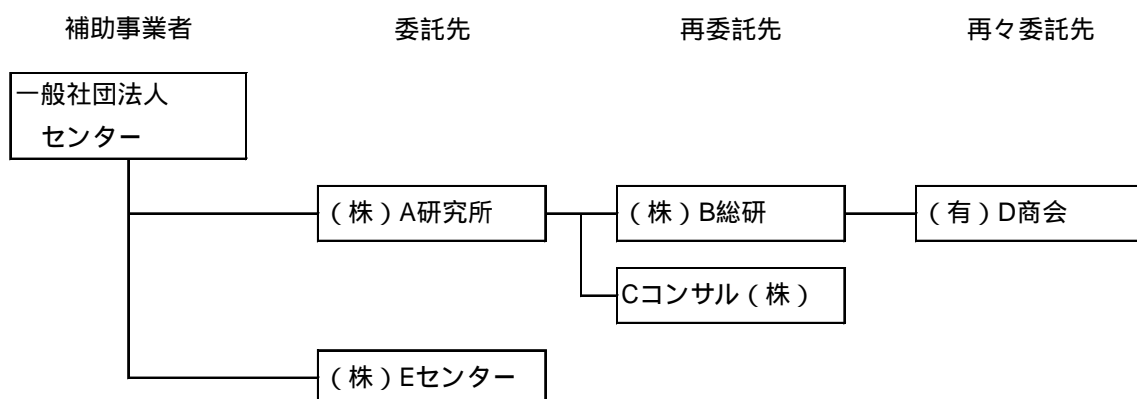 補助事業者 委託先 再委託先 再々委託先
一般社団法人
センター
（株）A研究所 （株）B総研 （有）D商会
Cコンサル（株）
（株）Eセンター